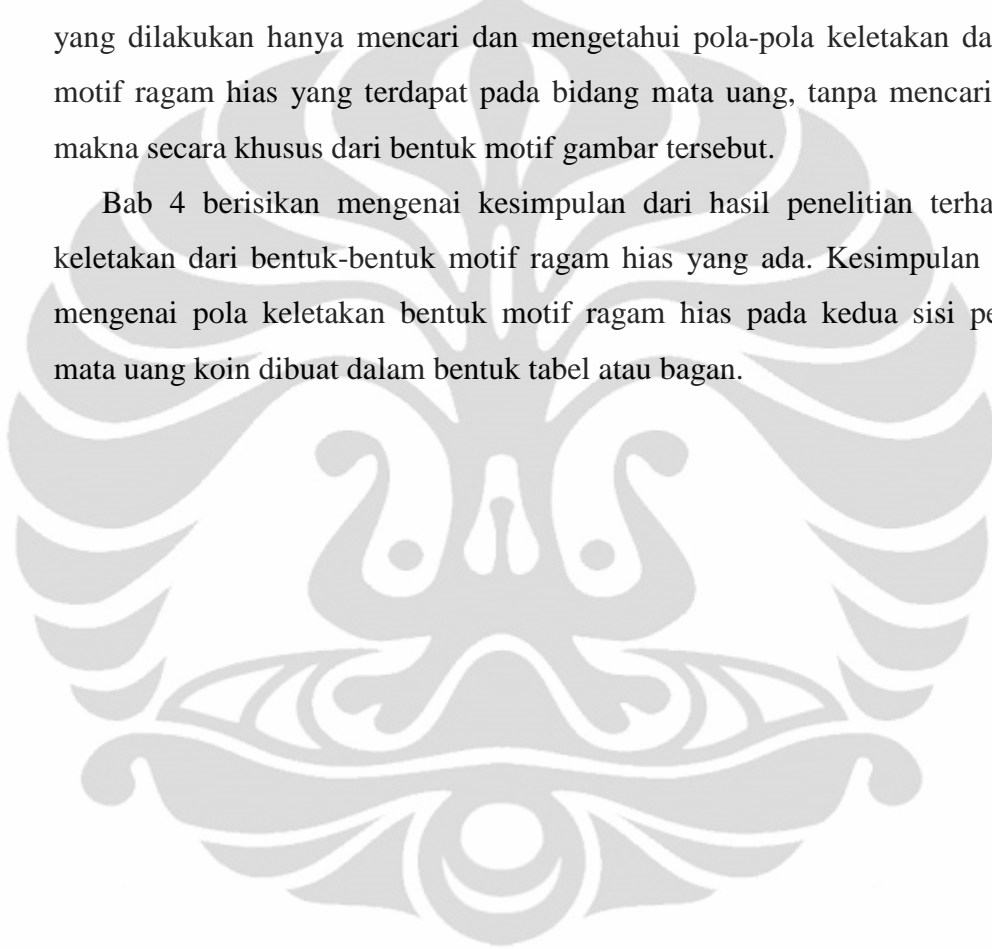 yang dilakukan hanya mencari dan mengetahui pola-pola keletakan da
motif ragam hias yang terdapat pada bidang mata uang, tanpa mencari
makna secara khusus dari bentuk motif gambar tersebut.
Bab 4 berisikan mengenai kesimpulan dari hasil penelitian terha
keletakan dari bentuk-bentuk motif ragam hias yang ada. Kesimpulan
mengenai pola keletakan bentuk motif ragam hias pada kedua sisi pe
mata uang koin dibuat dalam bentuk tabel atau bagan.